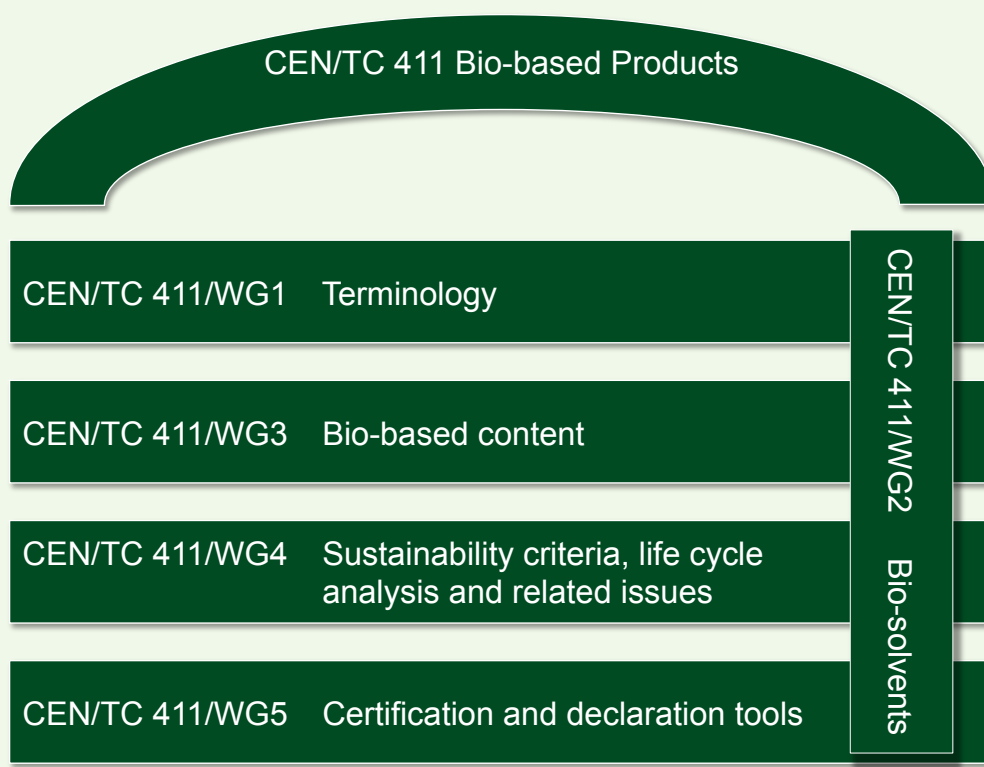 CEN/TC 411 Bio-based Products
CEN/TC 411/WG1 Terminology
CEN/TC 411/WG3 Bio-based content
CEN/TC 411/WG4 Sustainability criteria, life cycle
analysis and related issues
CEN/TC 411/WG5 Certification and declaration tools
CEN/TC 411/WG2 Bio-solvents